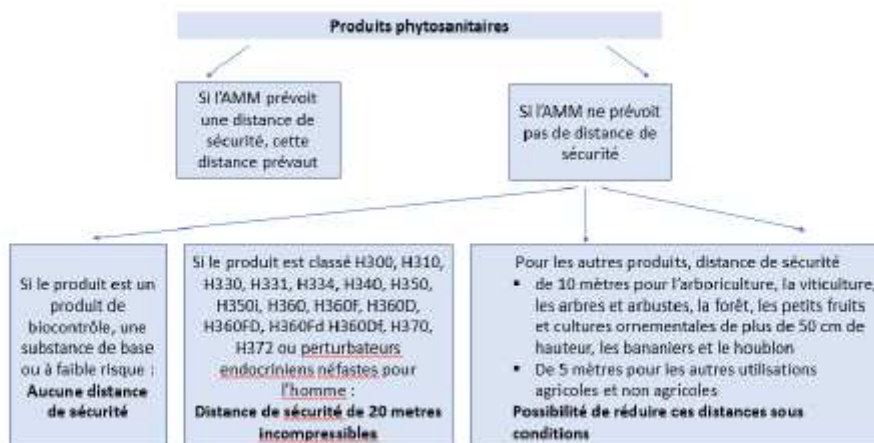 Produits phytosanitaires
Si l'AMM prévoit
une distance de
sécurité, cette
distance prévaut
Si l'AMM ne prévoit
pas de distance de
sécurité
Si le produit est un
produit de
biocontrôle, une
substance de base
ou à faible risque :
Aucune distance
de sécurité
Si le produit est classé H300, H310,
H330, H331, H334, H340, H350,
H350i, H360, H360F, H360D,
H360FD, H360Fd H360Df, H370,
H372 ou perturbateurs
endocriniens néfastes pour
l'homme :
Distance de sécurité de 20 metres
incompressibles
Pour les autres produits, distance de sécurité
▪ de 10 mètres pour l'arboriculture, la viticulture,
les arbres et arbustes, la forêt, les petits fruits
et cultures ornementales de plus de 50 cm de
hauteur, les bananiers et le houblon
▪ De 5 mètres pour les autres utilisations
agricoles et non agricoles
Possibilité de réduire ces distances sous
conditions